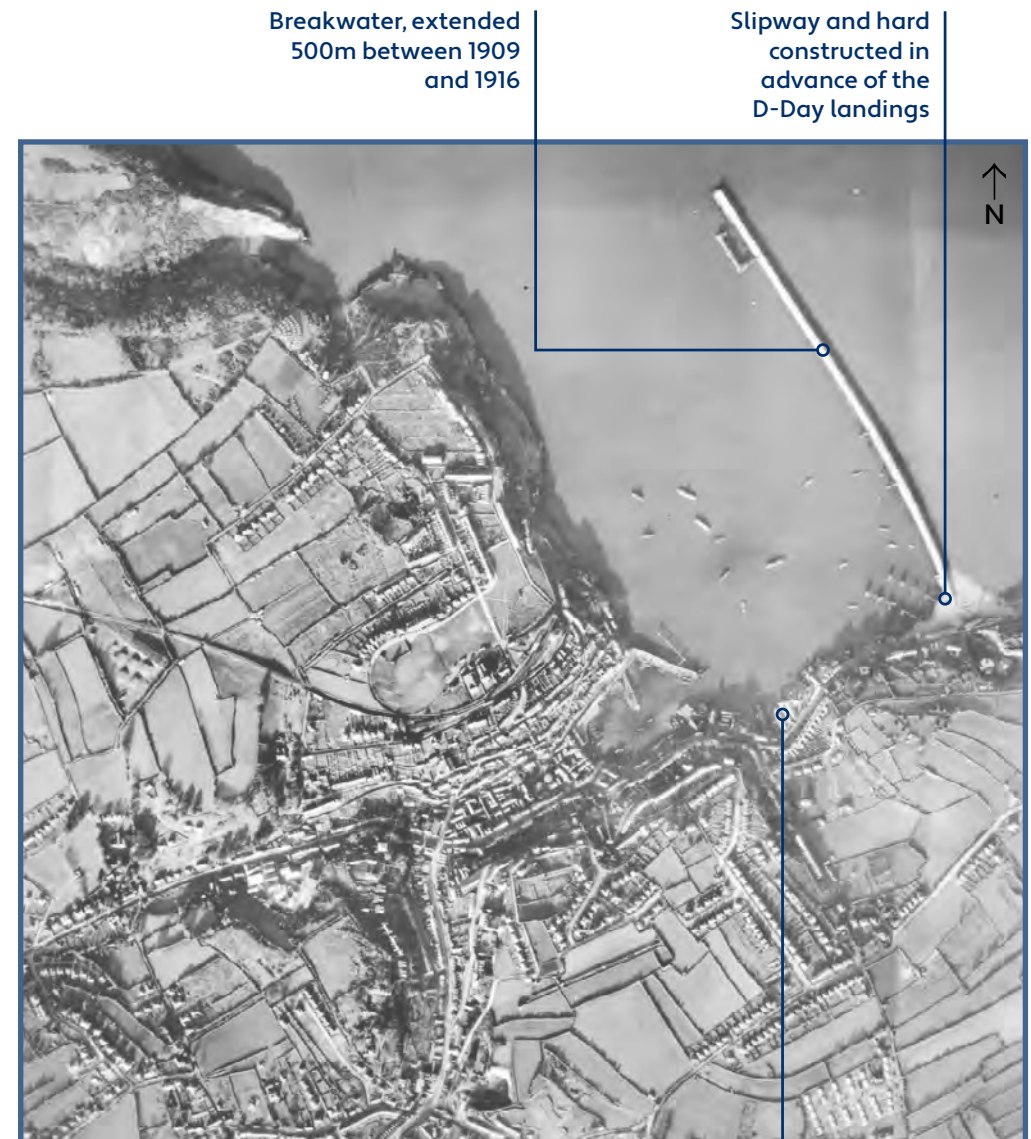 Breakwater, extended
500m between 1909
and 1916
Slipway and hard
constructed in
advance of the
D-Day landings
N